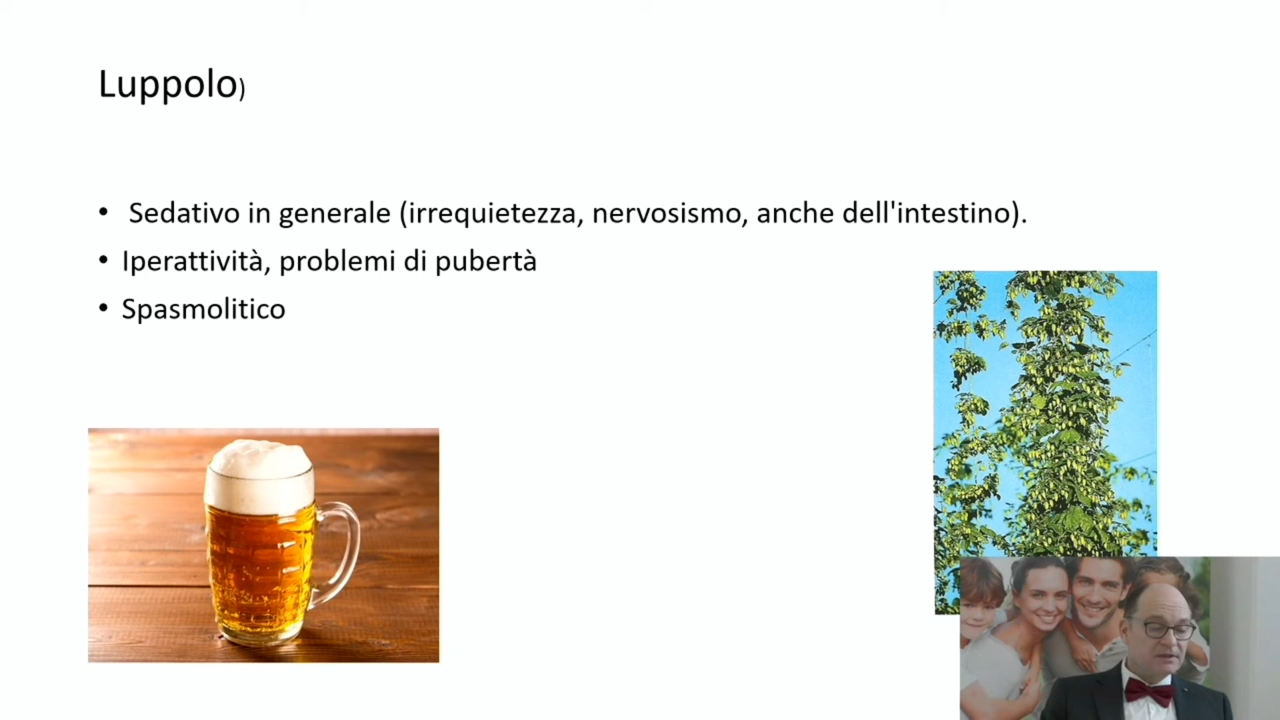 Luppolo)
• Sedativo in generale (irrequietezza, nervosismo, anche dell'intestino).
• Iperattività, problemi di pubertà
• Spasmolitico